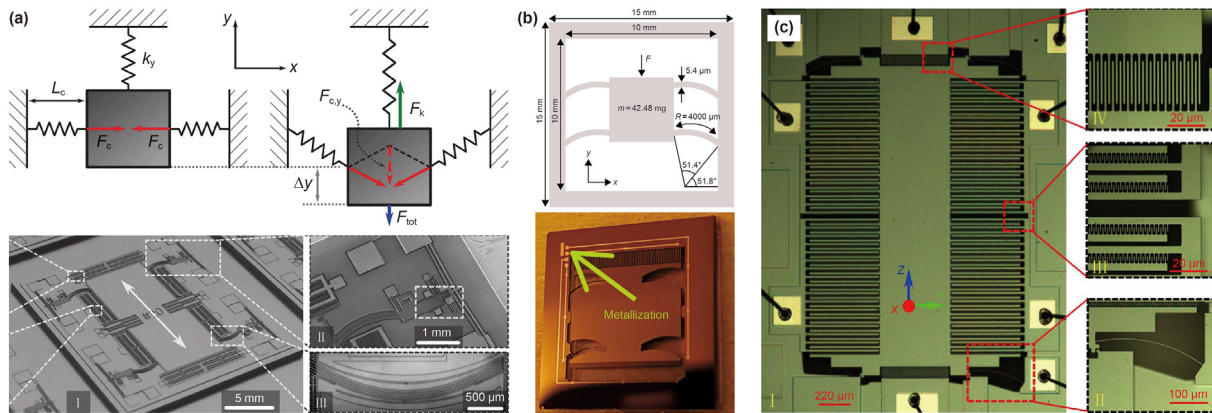 (a)
y
x
k_y
L_c
F_c
F_c
F_c,y
F_k
Δy
F_tot
I
5 mm
II
1 mm
III
500 μm
(b)
15 mm
10 mm
15 mm
10 mm
F
5.4 μm
m = 42.48 mg
R = 4000 μm
y
x
51.4°
51.8°
Metallization
(c)
Z
X
I
220 μm
IV
20 μm
III
20 μm
II
100 μm